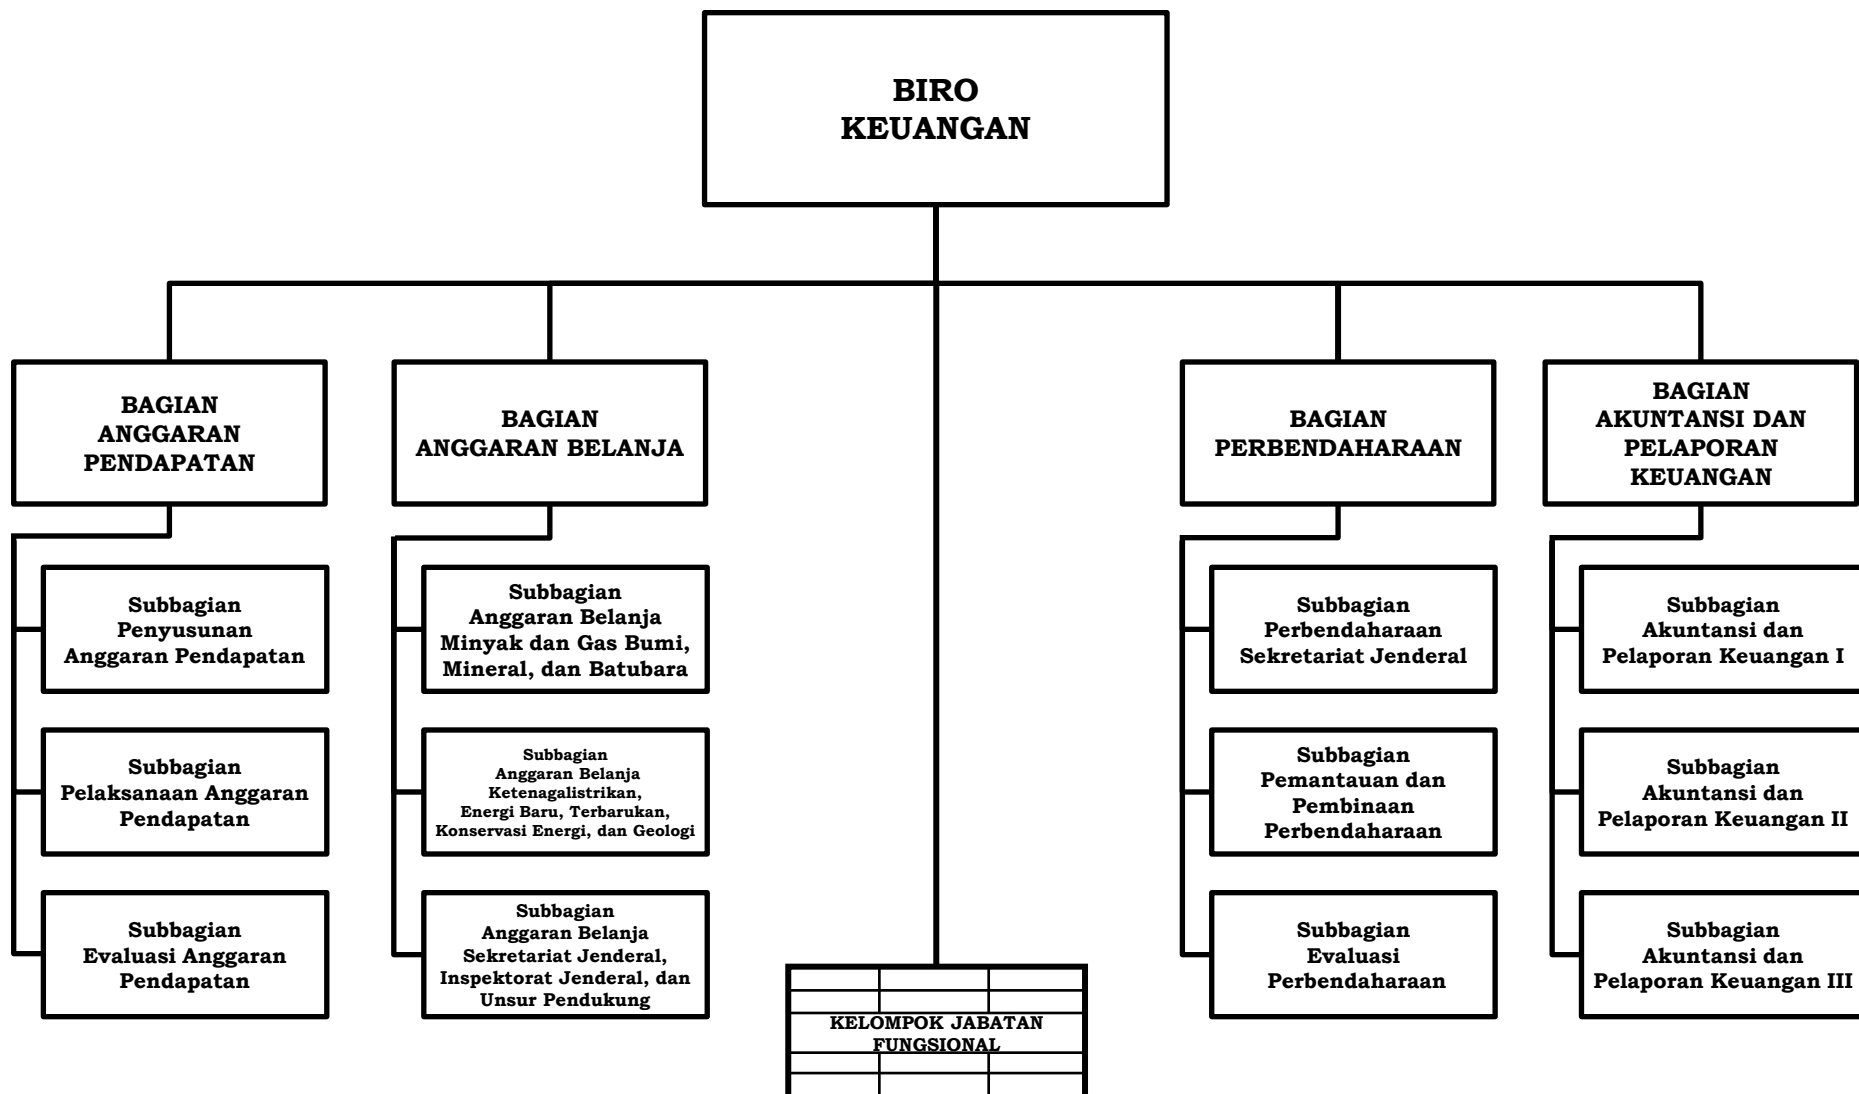 BIRO
KEUANGAN
BAGIAN
ANGGARAN
PENDAPATAN
BAGIAN
ANGGARAN BELANJA
BAGIAN
PERBENDAHARAAN
BAGIAN
AKUNTANSI DAN
PELAPORAN
KEUANGAN
Subbagian
Penyusunan
Anggaran Pendapatan
Subbagian
Anggaran Belanja
Minyak dan Gas Bumi,
Mineral, dan Batubara
Subbagian
Perbendaharaan
Sekretariat Jenderal
Subbagian
Akuntansi dan
Pelaporan Keuangan I
Subbagian
Pelaksanaan Anggaran
Pendapatan
Subbagian
Anggaran Belanja
Ketenagalistrikan,
Energi Baru, Terbarukan,
Konservasi Energi, dan Geologi
Subbagian
Pemantauan dan
Pembinaan
Perbendaharaan
Subbagian
Akuntansi dan
Pelaporan Keuangan II
Subbagian
Evaluasi Anggaran
Pendapatan
Subbagian
Anggaran Belanja
Sekretariat Jenderal,
Inspektorat Jenderal, dan
Unsur Pendukung
Subbagian
Evaluasi
Perbendaharaan
Subbagian
Akuntansi dan
Pelaporan Keuangan III
KELOMPOK JABATAN
FUNGSIONAL